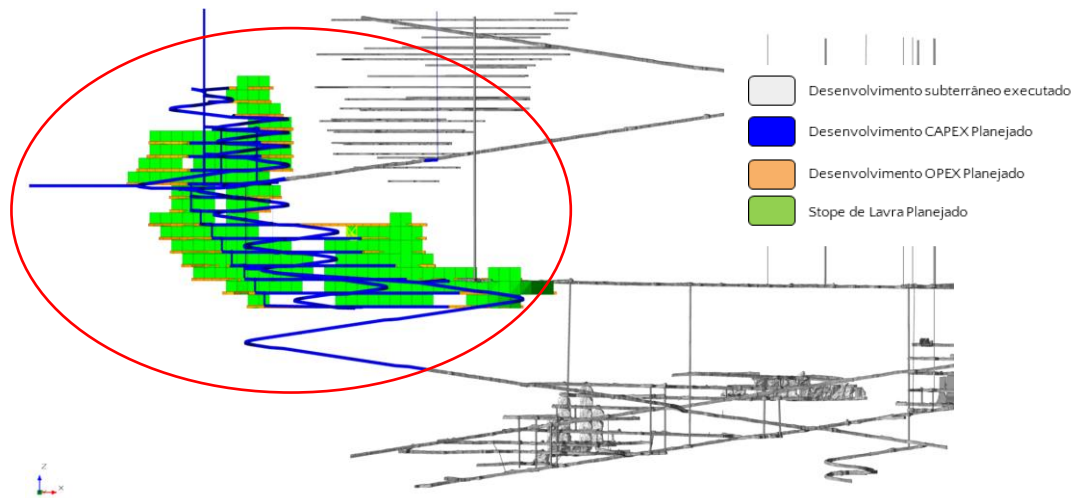 Desenvolvimento subterrâneo executado
Desenvolvimento CAPEX Planejado
Desenvolvimento OPEX Planejado
Stope de Lavra Planejado
Z
X